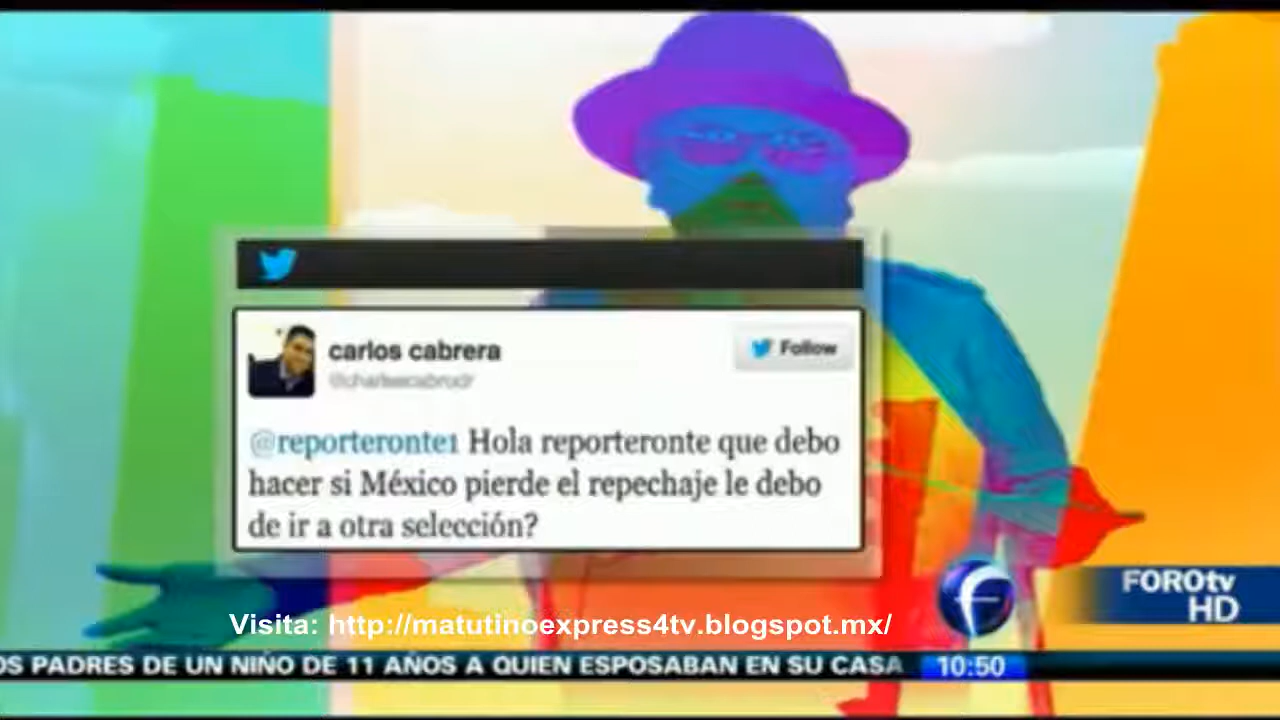 carlos cabrera
Follow
@reporteronte1 Hola reporteronte que debo
hacer si México pierde el repechaje le debo
de ir a otra selección?
FOROtv
HD
Visita: http://matutinoexpress4tv.blogspot.mx/
OS PADRES DE UN NIÑO DE 11 AÑOS A QUIEN ESPOSABAN EN SU CASA
10:50